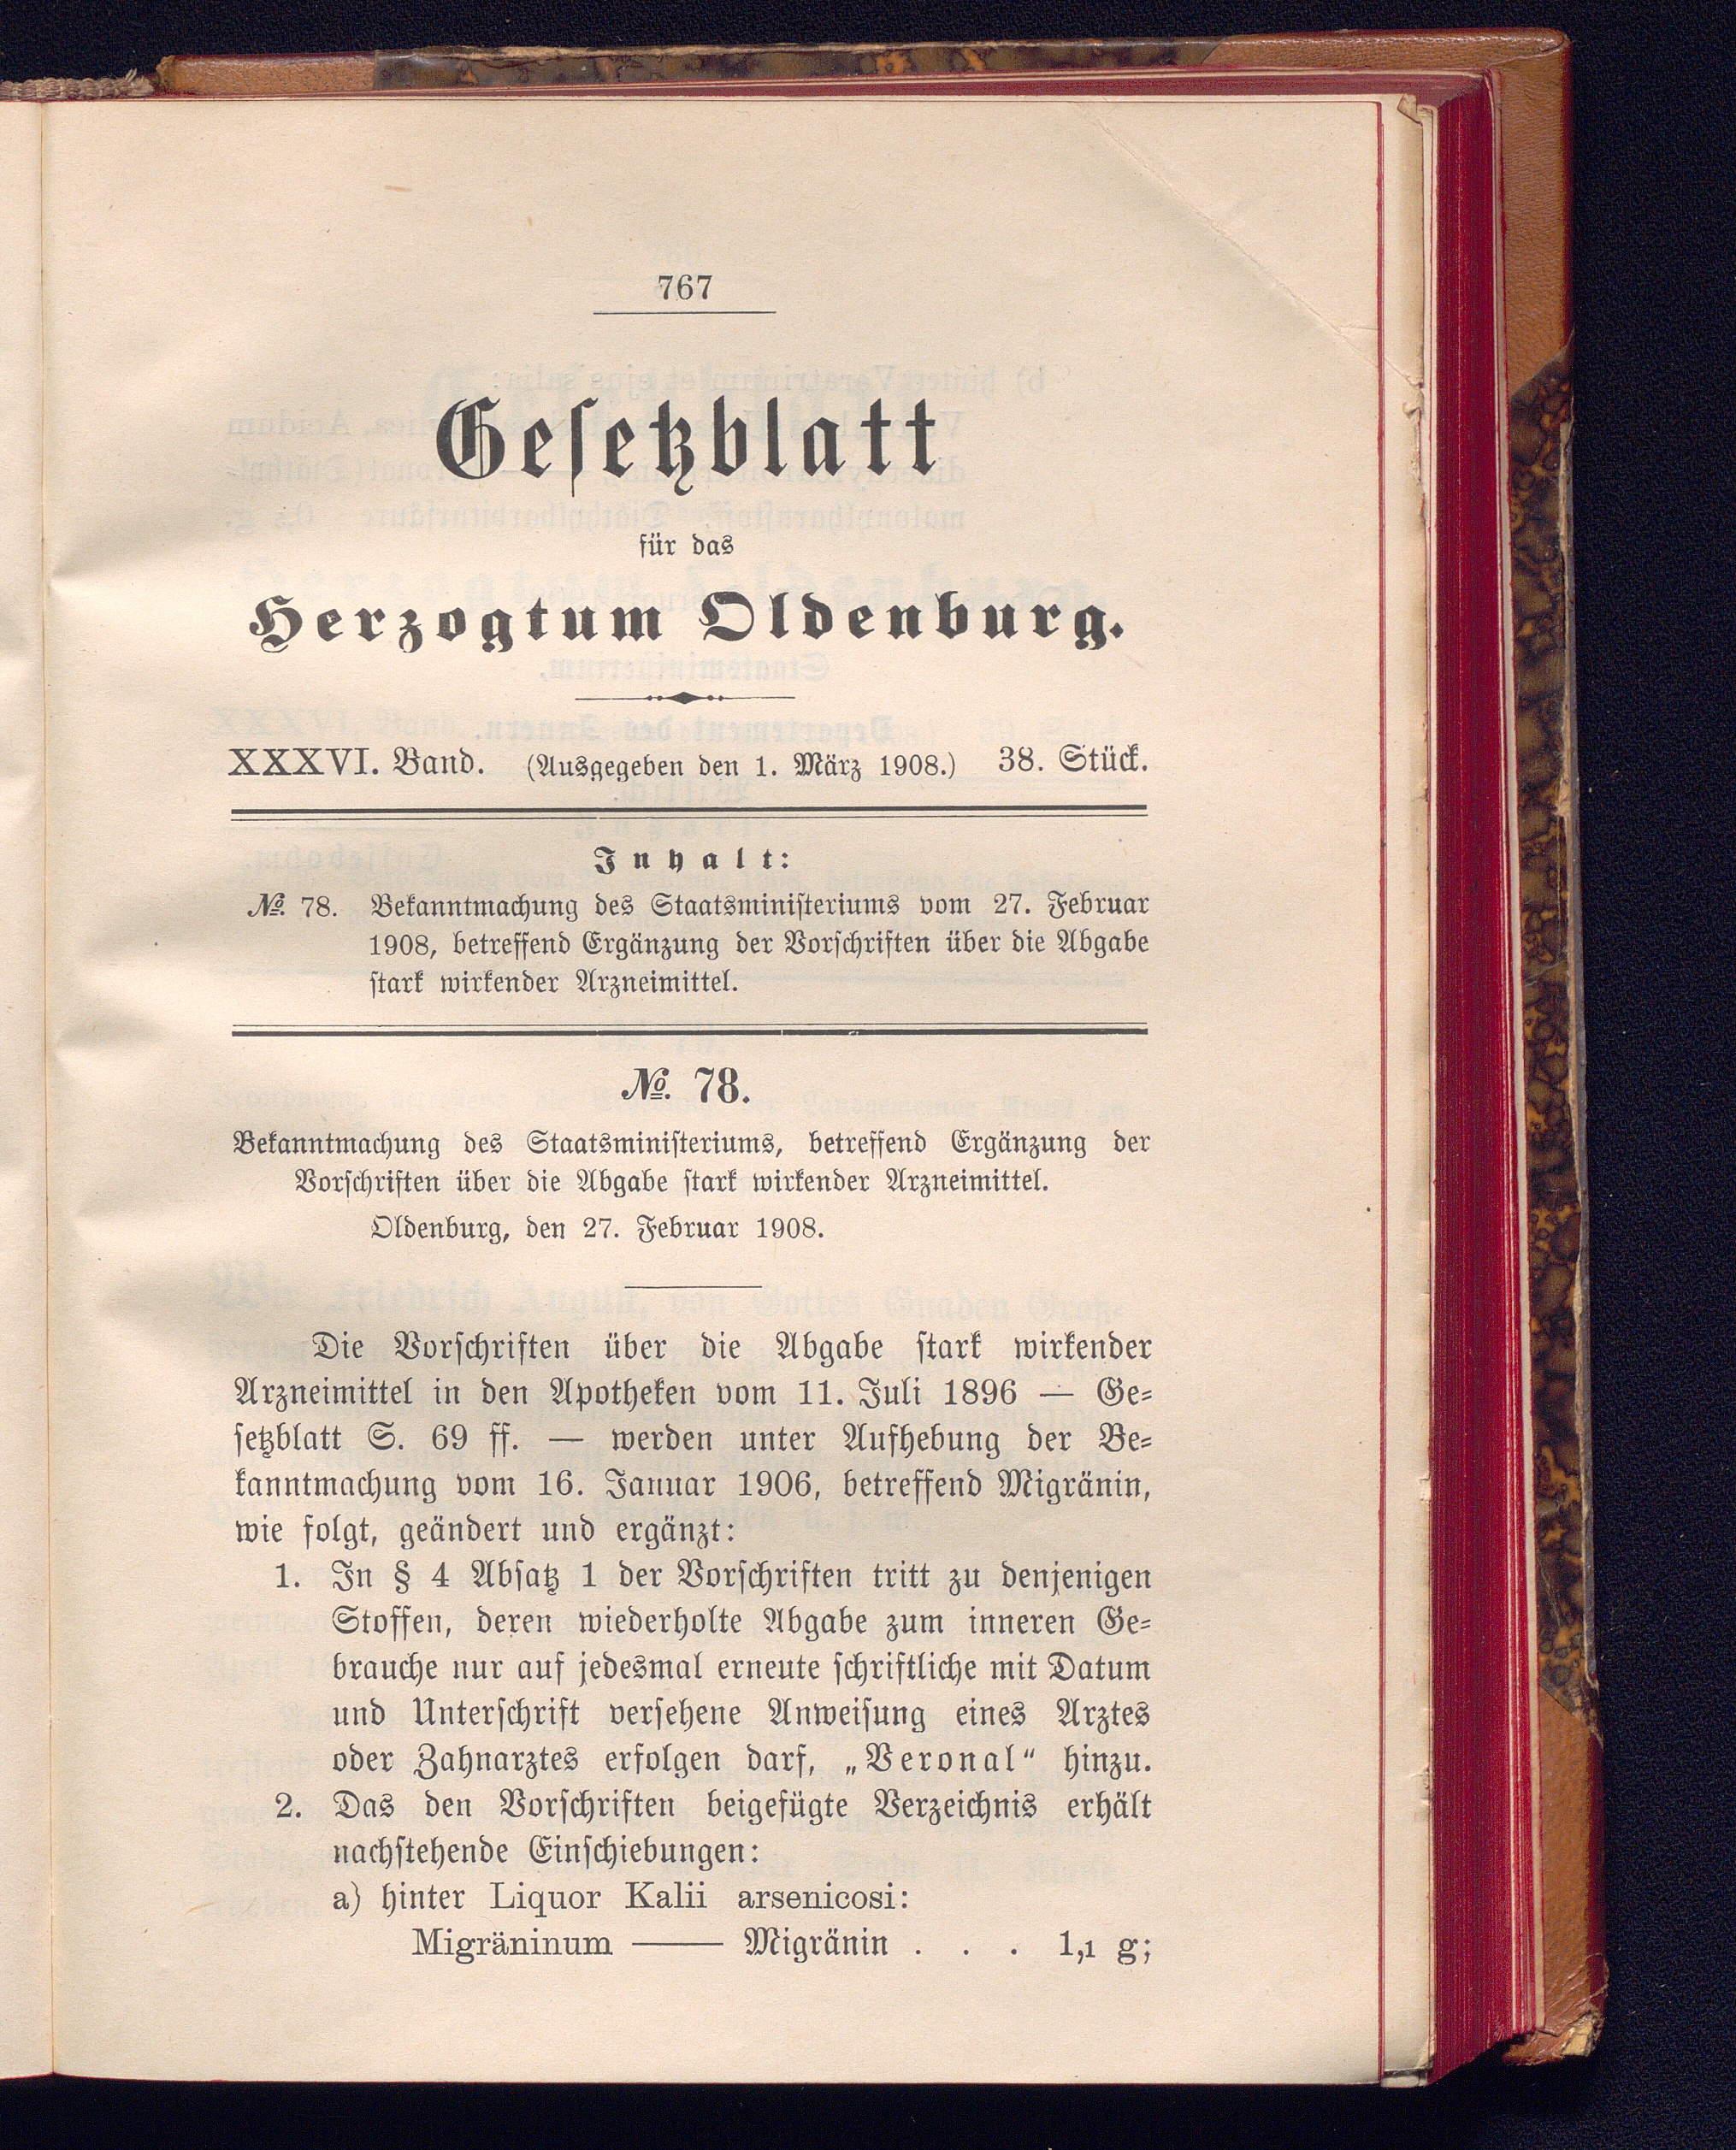 767
Gesetzblatt
für das
Herzogtum Oldenburg.
XXXVI. Band. (Ausgegeben den 1. März 1908.) 38. Stück.
Inhalt:
№. 78. Bekanntmachung des Staatsministeriums vom 27. Februar
1908, betreffend Ergänzung der Vorschriften über die Abgabe
stark wirkender Arzneimittel.
№. 78.
Bekanntmachung des Staatsministeriums, betreffend Ergänzung der
Vorschriften über die Abgabe stark wirkender Arzneimittel.
Oldenburg, den 27. Februar 1908.
Die Vorschriften über die Abgabe stark wirkender
Arzneimittel in den Apotheken vom 11. Juli 1896 — Ge-
setzblatt S. 69 ff. — werden unter Aufhebung der Be-
kanntmachung vom 16. Januar 1906, betreffend Migränin,
wie folgt, geändert und ergänzt:
1. In § 4 Absatz 1 der Vorschriften tritt zu denjenigen
Stoffen, deren wiederholte Abgabe zum inneren Ge-
brauche nur auf jedesmal erneute schriftliche mit Datum
und Unterschrift versehene Anweisung eines Arztes
oder Zahnarztes erfolgen darf, „Veronal“ hinzu.
2. Das den Vorschriften beigefügte Verzeichnis erhält
nachstehende Einschiebungen:
a) hinter Liquor Kalii arsenicosi:
Migräninum —— Migränin . . . 1,1 g;